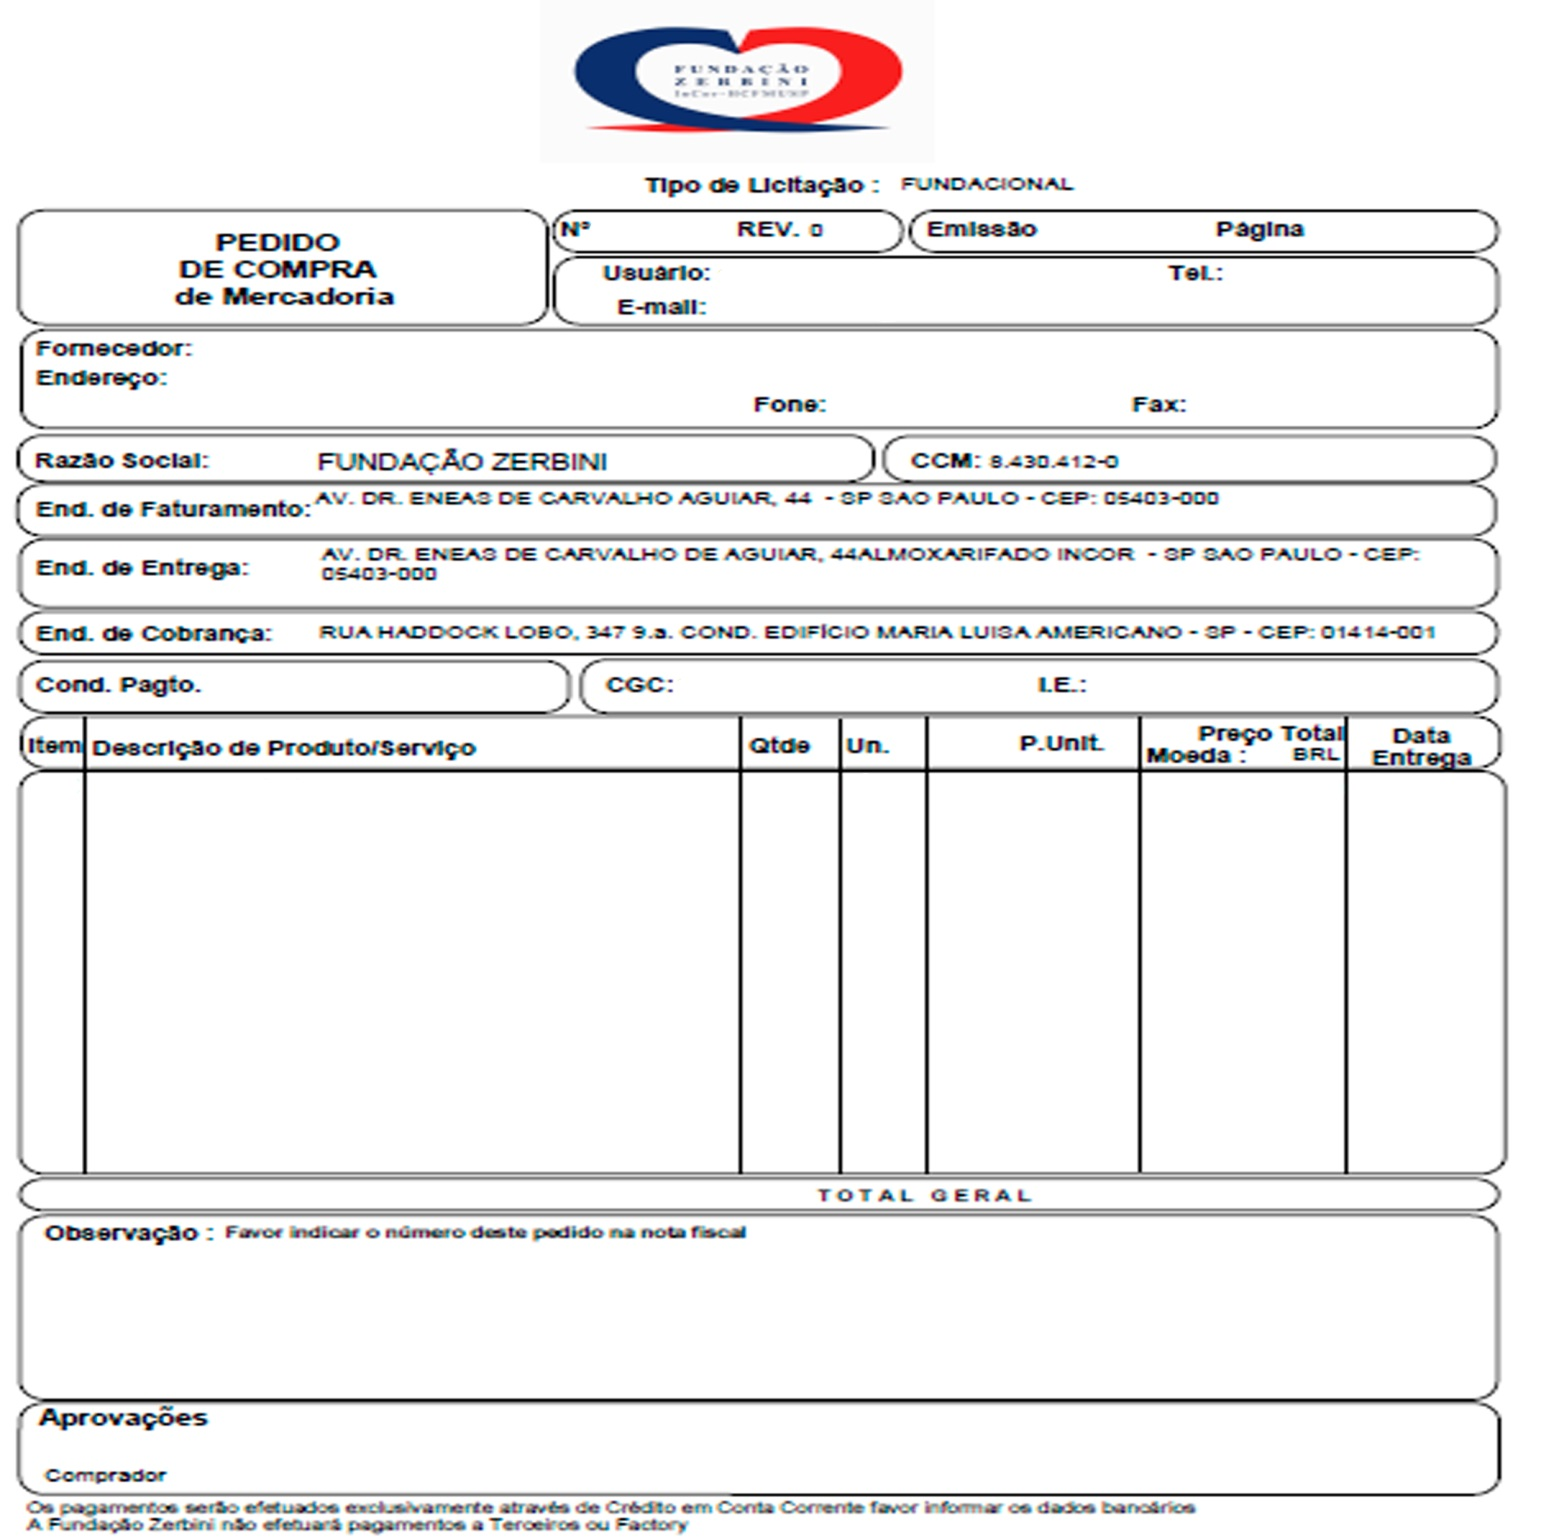 FUNDAÇÃO
ZERBINI
InCor-HCFMUSP
Tipo de Licitação : FUNDACIONAL
PEDIDO
DE COMPRA
de Mercadoria
Nº REV. 0
Emissão Página
Usuário: Tel.:
E-mail:
Fornecedor:
Endereço:
Fone: Fax:
Razão Social: FUNDAÇÃO ZERBINI
CCM: 8.430.412-0
End. de Faturamento: AV. DR. ENEAS DE CARVALHO AGUIAR, 44 - SP SAO PAULO - CEP: 05403-000
End. de Entrega: AV. DR. ENEAS DE CARVALHO DE AGUIAR, 44ALMOXARIFADO INCOR - SP SAO PAULO - CEP:
05403-000
End. de Cobrança: RUA HADDOCK LOBO, 347 9.a. COND. EDIFÍCIO MARIA LUISA AMERICANO - SP - CEP: 01414-001
Cond. Pagto.
CGC: I.E.:
Item Descrição de Produto/Serviço Qtde Un. P.Unit. Preço Total Data
Moeda : BRL Entrega
TOTAL GERAL
Observação : Favor indicar o número deste pedido na nota fiscal
Aprovações
Comprador
Os pagamentos serão efetuados exclusivamente através de Crédito em Conta Corrente favor informar os dados bancários
A Fundação Zerbini não efetuará pagamentos a Terceiros ou Factory